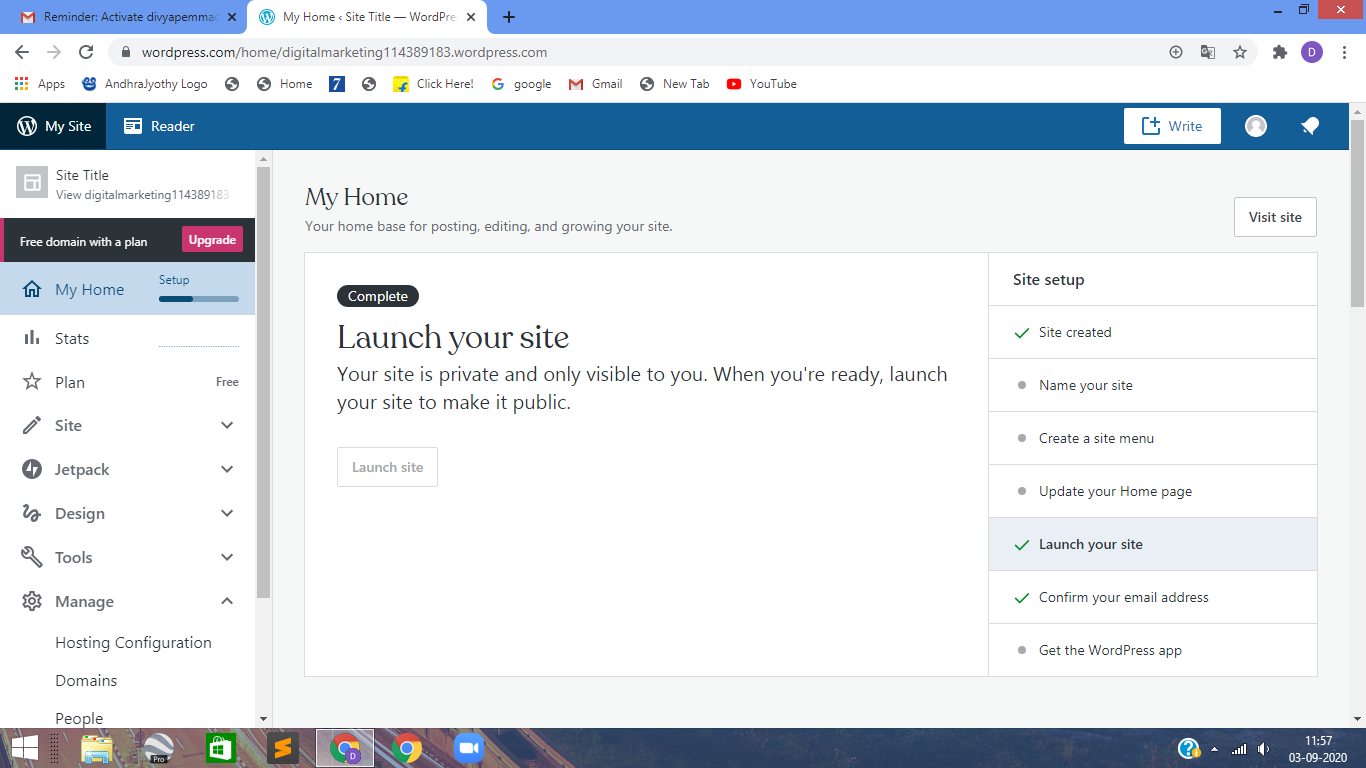 Reminder: Activate divyapemmac
My Home ‹ Site Title — WordPre
wordpress.com/home/digitalmarketing114389183.wordpress.com
D
Apps
AndhraJyothy Logo
Home
7
Click Here!
google
Gmail
New Tab
YouTube
My Site
Reader
Write
Site Title
View digitalmarketing114389183
Free domain with a plan
Upgrade
My Home
Setup
Stats
Plan
Free
Site
Jetpack
Design
Tools
Manage
Hosting Configuration
Domains
People
My Home
Your home base for posting, editing, and growing your site.
Visit site
Complete
Launch your site
Your site is private and only visible to you. When you're ready, launch
your site to make it public.
Launch site
Site setup
Site created
Name your site
Create a site menu
Update your Home page
Launch your site
Confirm your email address
Get the WordPress app
Pro
D
11:57
03-09-2020